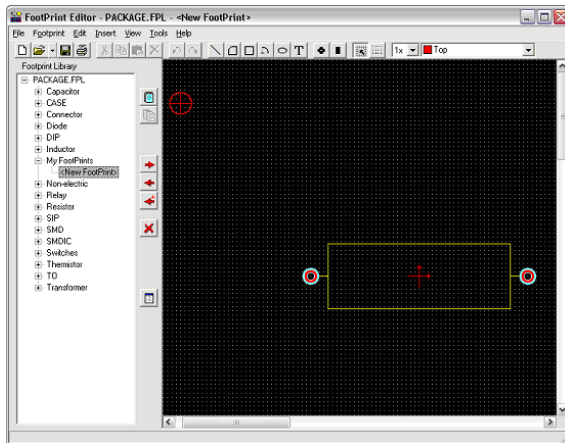 FootPrint Editor - PACKAGE.FPL - <New FootPrint>
File Footprint Edit Insert View Tools Help
T 1x Top
Footprint Library
PACKAGE.FPL
Capacitor
CASE
Connector
Diode
DIP
Inductor
My FootPrints
<New FootPrint>
Non-electric
Relay
Resistor
SIP
SMD
SMDIC
Switches
Thermistor
TO
Transformer